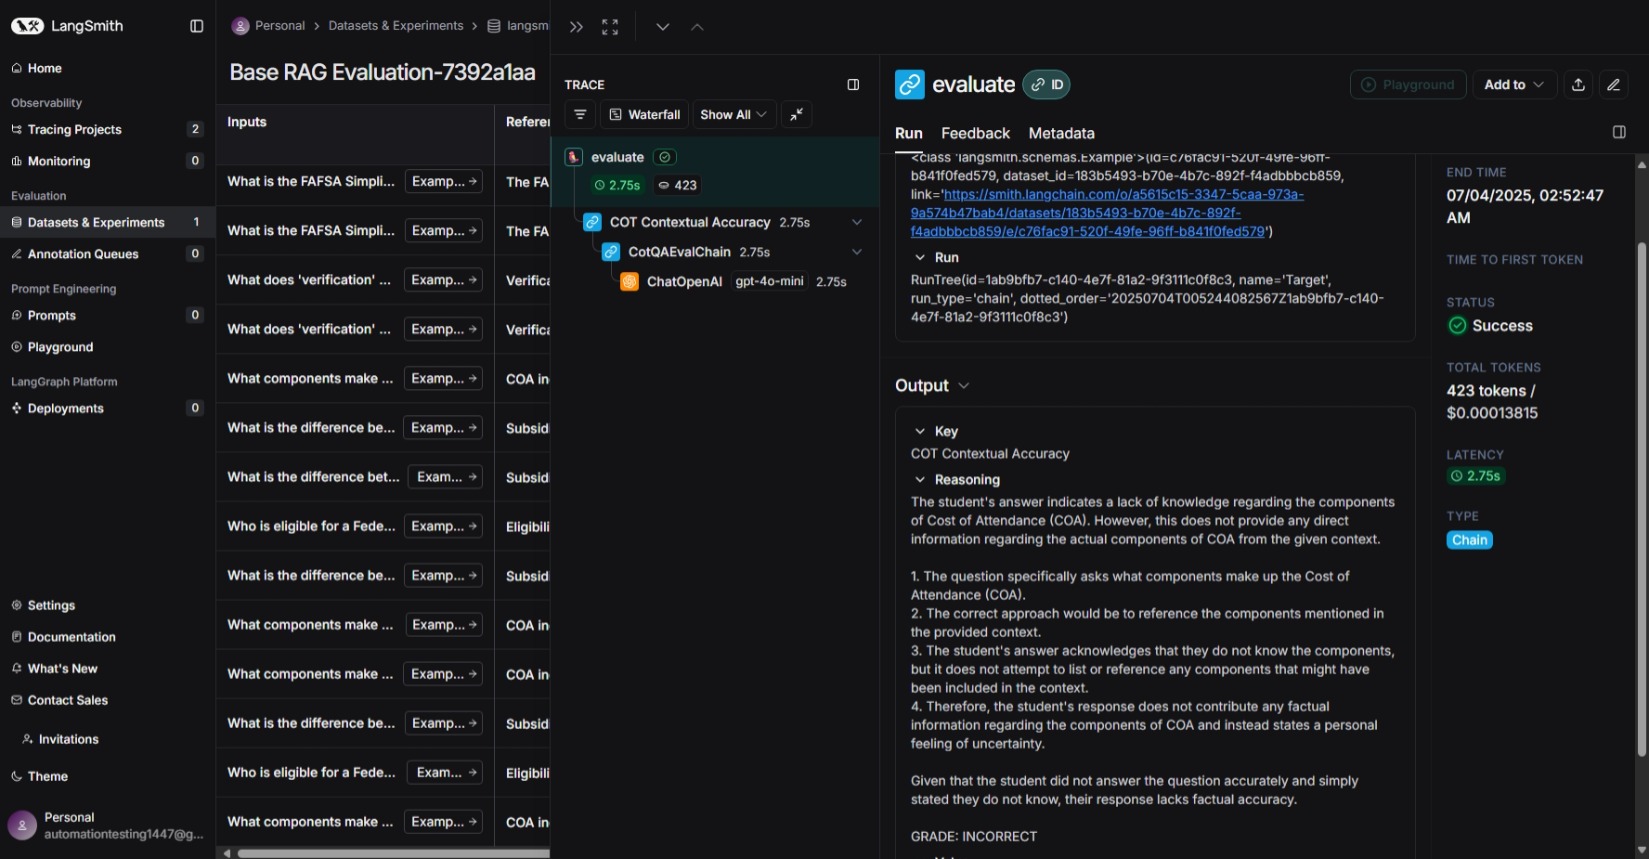 LangSmith
Home
Observability
Tracing Projects 2
Monitoring 0
Evaluation
Datasets & Experiments 1
Annotation Queues 0
Prompt Engineering
Prompts 0
Playground
LangGraph Platform
Deployments 0
Settings
Documentation
What's New
Contact Sales
Invitations
Theme
Personal
automationtesting1447@g...
Personal > Datasets & Experiments > langsm
Base RAG Evaluation-7392a1aa
Inputs Referen
What is the FAFSA Simpli... Examp... → The FA
What is the FAFSA Simpli... Examp... → The FA
What does 'verification' ... Examp... → Verifica
What does 'verification' ... Examp... → Verifica
What components make ... Examp... → COA in
What is the difference be... Examp... → Subsid
What is the difference bet... Exam... → Subsid
Who is eligible for a Fede... Examp... → Eligibili
What is the difference be... Examp... → Subsid
What components make ... Examp... → COA in
What components make ... Examp... → COA in
What is the difference be... Examp... → Subsid
Who is eligible for a Fede... Exam... → Eligibili
What components make ... Examp... → COA in
TRACE
Waterfall Show All
evaluate
2.75s 423
COT Contextual Accuracy 2.75s
CotQAEvalChain 2.75s
ChatOpenAI gpt-4o-mini 2.75s
evaluate ID
Playground Add to
Run Feedback Metadata
<class 'langsmith.schemas.Example'>(id=c76fac91-520f-49fe-96ff-
b841f0fed579, dataset_id=183b5493-b70e-4b7c-892f-f4adbbbcb859,
link='https://smith.langchain.com/o/a5615c15-3347-5caa-973a-
9a574b47bab4/datasets/183b5493-b70e-4b7c-892f-
f4adbbbcb859/e/c76fac91-520f-49fe-96ff-b841f0fed579')
Run
RunTree(id=1ab9bfb7-c140-4e7f-81a2-9f3111c0f8c3, name='Target',
run_type='chain', dotted_order='20250704T005244082567Z1ab9bfb7-c140-
4e7f-81a2-9f3111c0f8c3')
Output
Key
COT Contextual Accuracy
Reasoning
The student's answer indicates a lack of knowledge regarding the components
of Cost of Attendance (COA). However, this does not provide any direct
information regarding the actual components of COA from the given context.
1. The question specifically asks what components make up the Cost of
Attendance (COA).
2. The correct approach would be to reference the components mentioned in
the provided context.
3. The student's answer acknowledges that they do not know the components,
but it does not attempt to list or reference any components that might have
been included in the context.
4. Therefore, the student's response does not contribute any factual
information regarding the components of COA and instead states a personal
feeling of uncertainty.
Given that the student did not answer the question accurately and simply
stated they do not know, their response lacks factual accuracy.
GRADE: INCORRECT
END TIME
07/04/2025, 02:52:47
AM
TIME TO FIRST TOKEN
STATUS
Success
TOTAL TOKENS
423 tokens /
$0.00013815
LATENCY
2.75s
TYPE
Chain